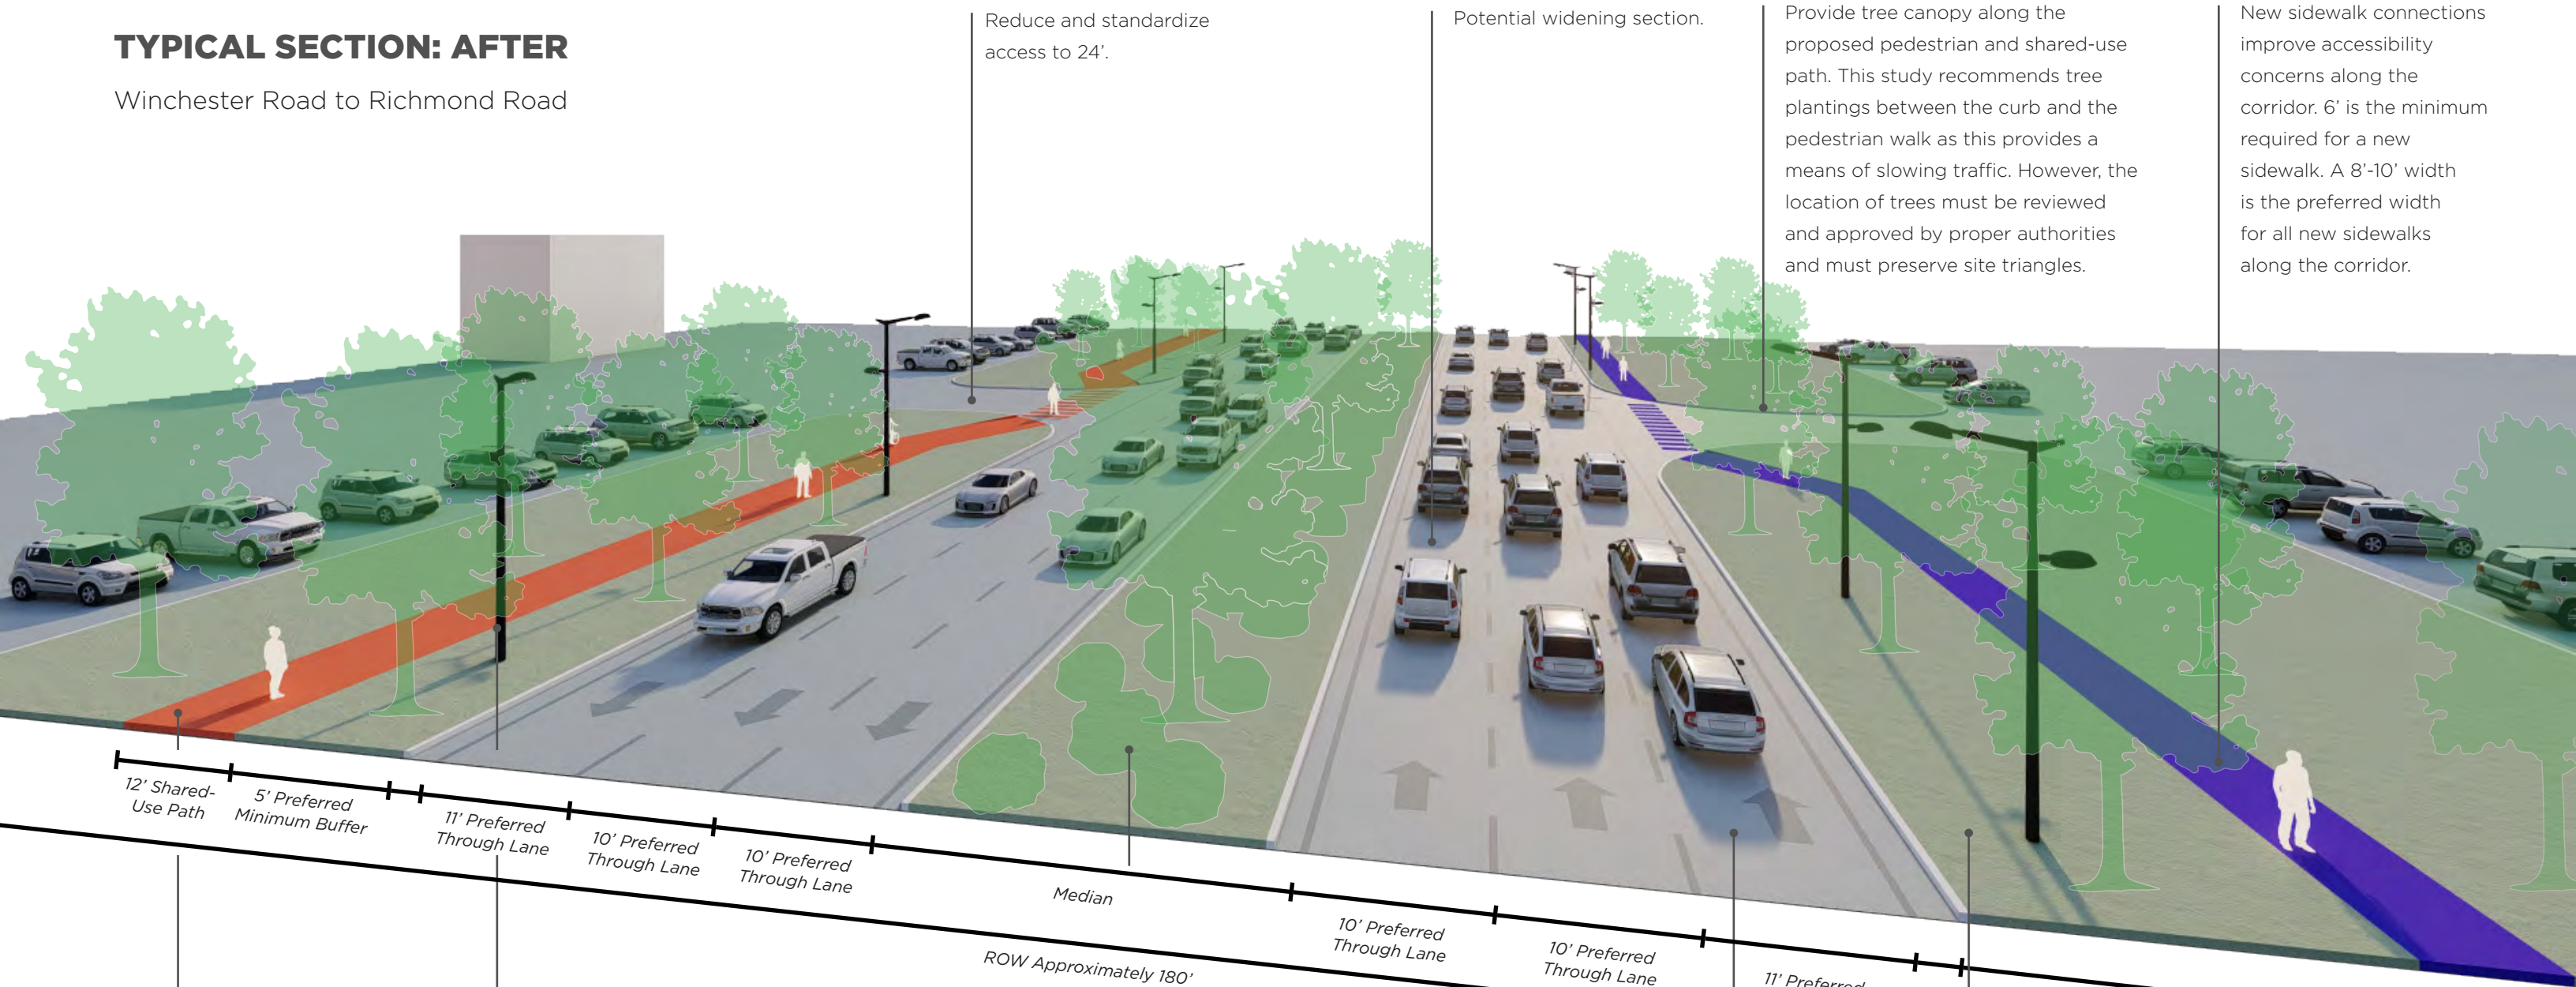 TYPICAL SECTION: AFTER
Winchester Road to Richmond Road
Reduce and standardize
access to 24’.
Potential widening section.
Provide tree canopy along the
proposed pedestrian and shared-use
path. This study recommends tree
plantings between the curb and the
pedestrian walk as this provides a
means of slowing traffic. However, the
location of trees must be reviewed
and approved by proper authorities
and must preserve site triangles.
New sidewalk connections
improve accessibility
concerns along the
corridor. 6’ is the minimum
required for a new
sidewalk. A 8’-10’ width
is the preferred width
for all new sidewalks
along the corridor.
12’ Shared-
Use Path
5’ Preferred
Minimum Buffer
11’ Preferred
Through Lane
10’ Preferred
Through Lane
10’ Preferred
Through Lane
Median
10’ Preferred
Through Lane
10’ Preferred
Through Lane
11’ Preferred
ROW Approximately 180’